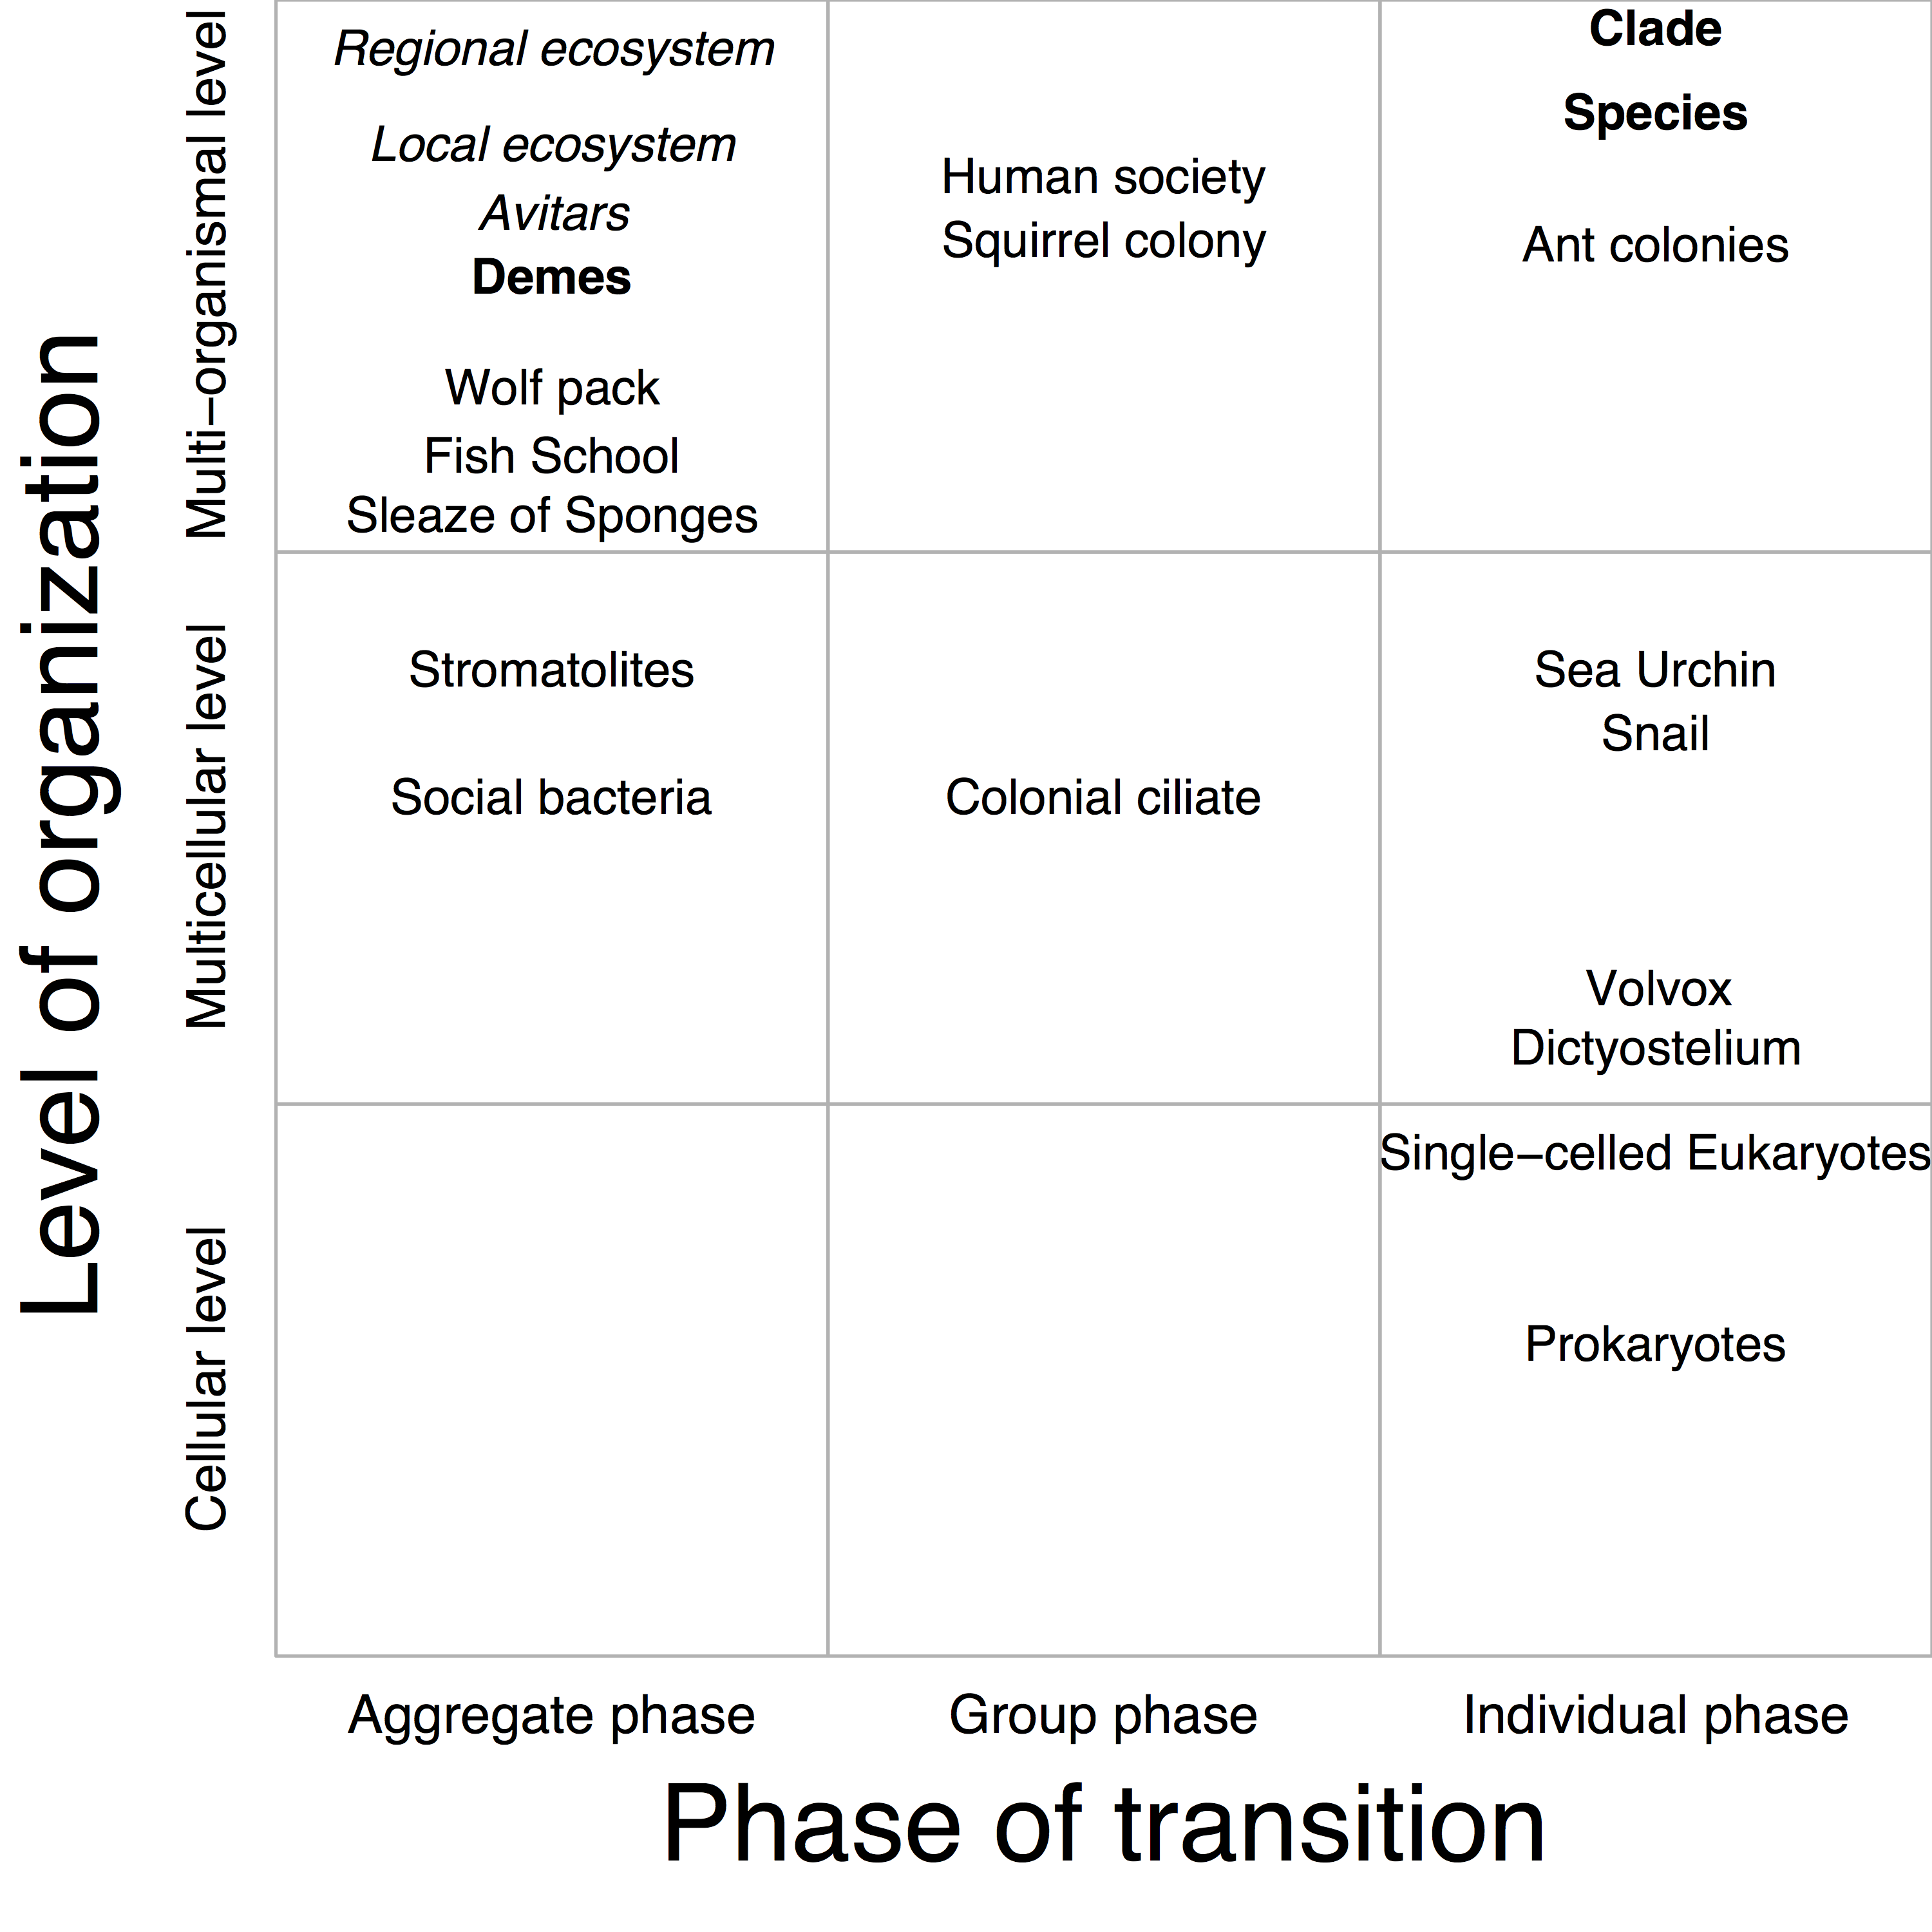 Level of organization
Multi–organismal level
Regional ecosystem
Local ecosystem
Avitars
Demes
Wolf pack
Fish School
Sleaze of Sponges
Human society
Squirrel colony
Clade
Species
Ant colonies
Multicellular level
Stromatolites
Social bacteria
Colonial ciliate
Sea Urchin
Snail
Volvox
Dictyostelium
Cellular level
Single–celled Eukaryotes
Prokaryotes
Aggregate phase
Group phase
Individual phase
Phase of transition